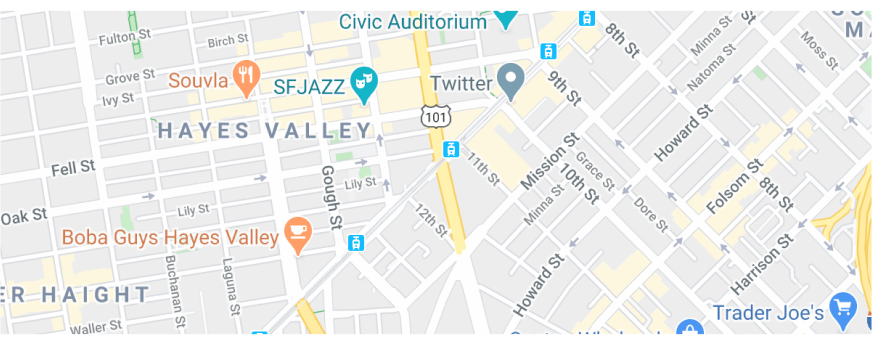 Civic Auditorium
Fulton St
Birch St
8th St
Minna St
Moss St
Grove St
Souvla
SFJAZZ
Twitter
9th St
Natoma St
Ivy St
101
HAYES VALLEY
Howard St
Mission St
11th St
Grace St
Fell St
10th St
Folsom St
8th St
Gough St
Lily St
Minna St
Dore St
Oak St
Lily St
12th St
Boba Guys Hayes Valley
Harrison St
Howard St
Buchanan St
Laguna St
ER HAIGHT
Trader Joe's
Waller St